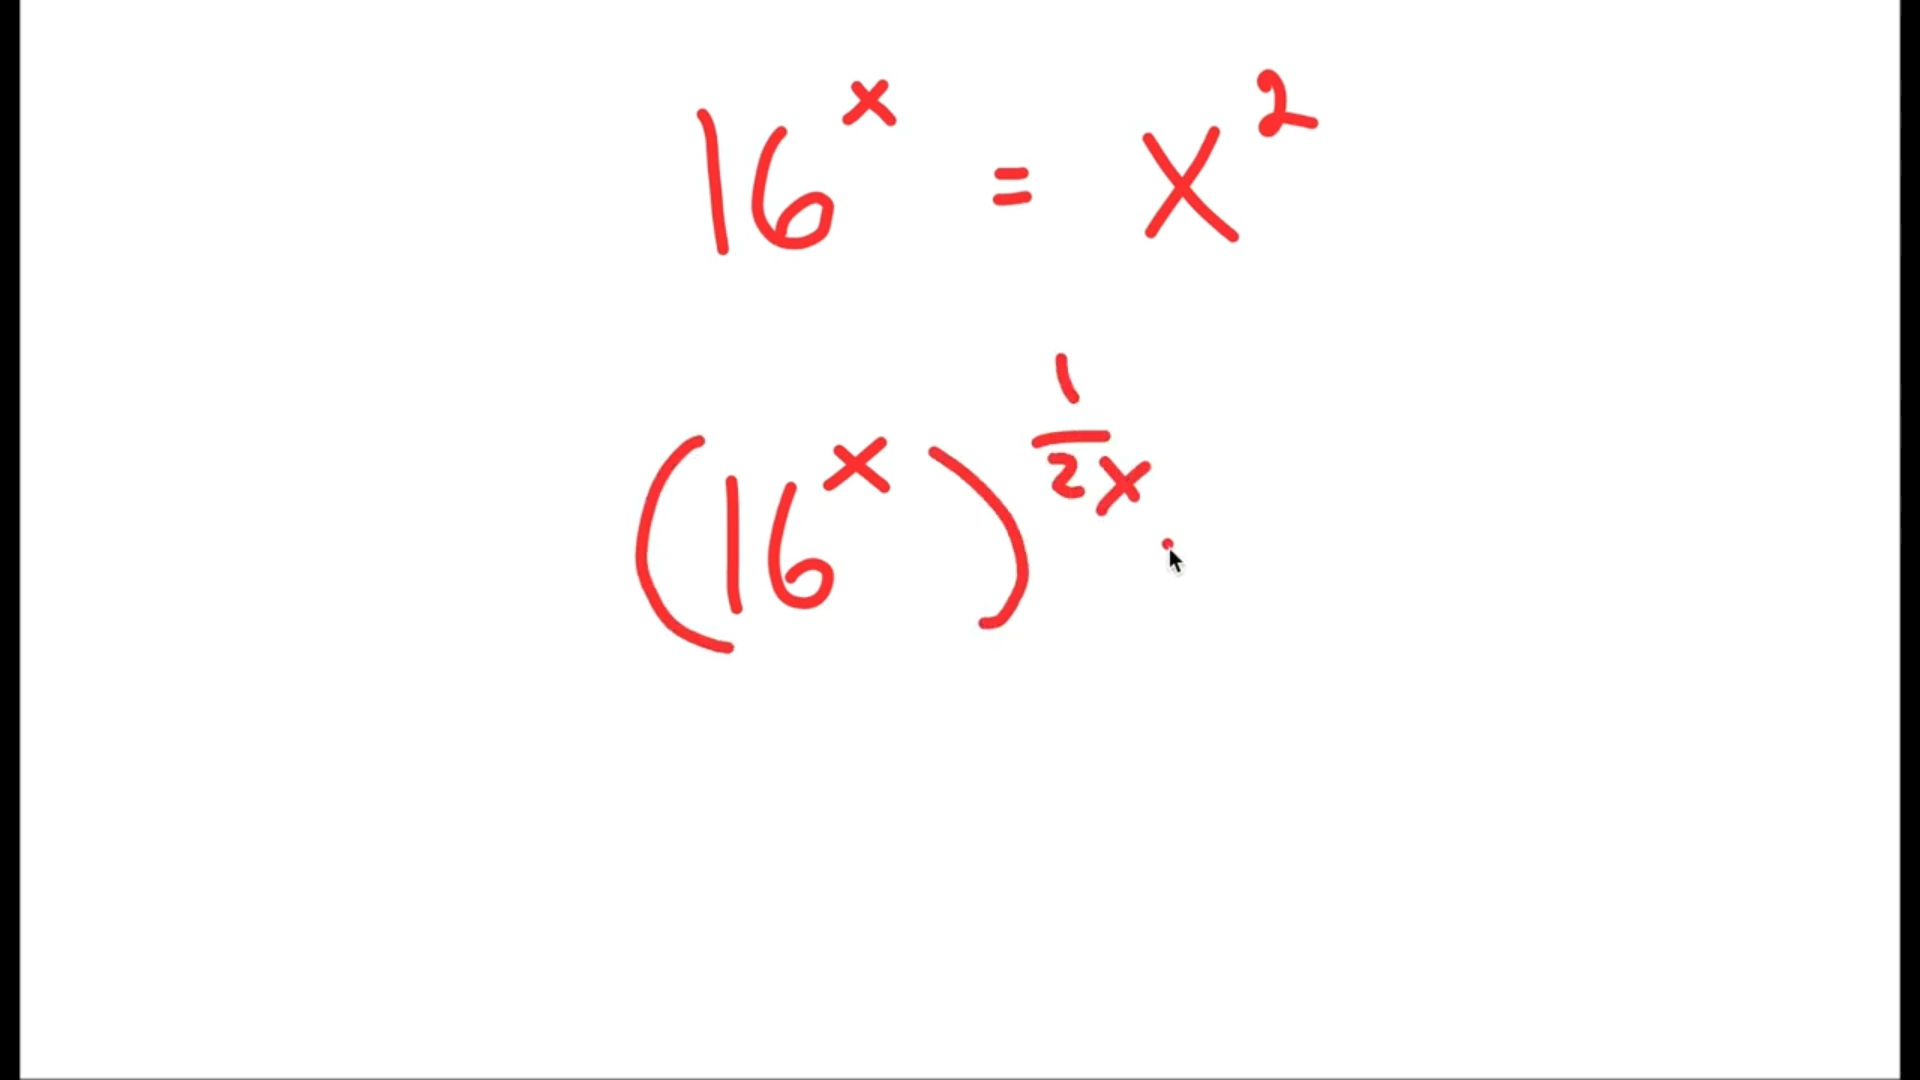 16^x = x^2
(16^x)^(1/2x)